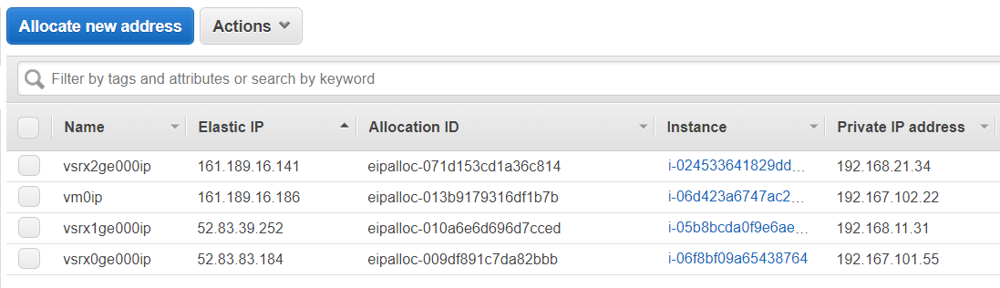 Allocate new address Actions
Filter by tags and attributes or search by keyword
Name Elastic IP Allocation ID Instance Private IP address
vsrx2ge000ip 161.189.16.141 eipalloc-071d153cd1a36c814 i-024533641829dd... 192.168.21.34
vm0ip 161.189.16.186 eipalloc-013b9179316df1b7b i-06d423a6747ac2... 192.167.102.22
vsrx1ge000ip 52.83.39.252 eipalloc-010a6e6d696d7cced i-05b8bcda0f9e6ae... 192.168.11.31
vsrx0ge000ip 52.83.83.184 eipalloc-009df891c7da82bbb i-06f8bf09a65438764 192.167.101.55